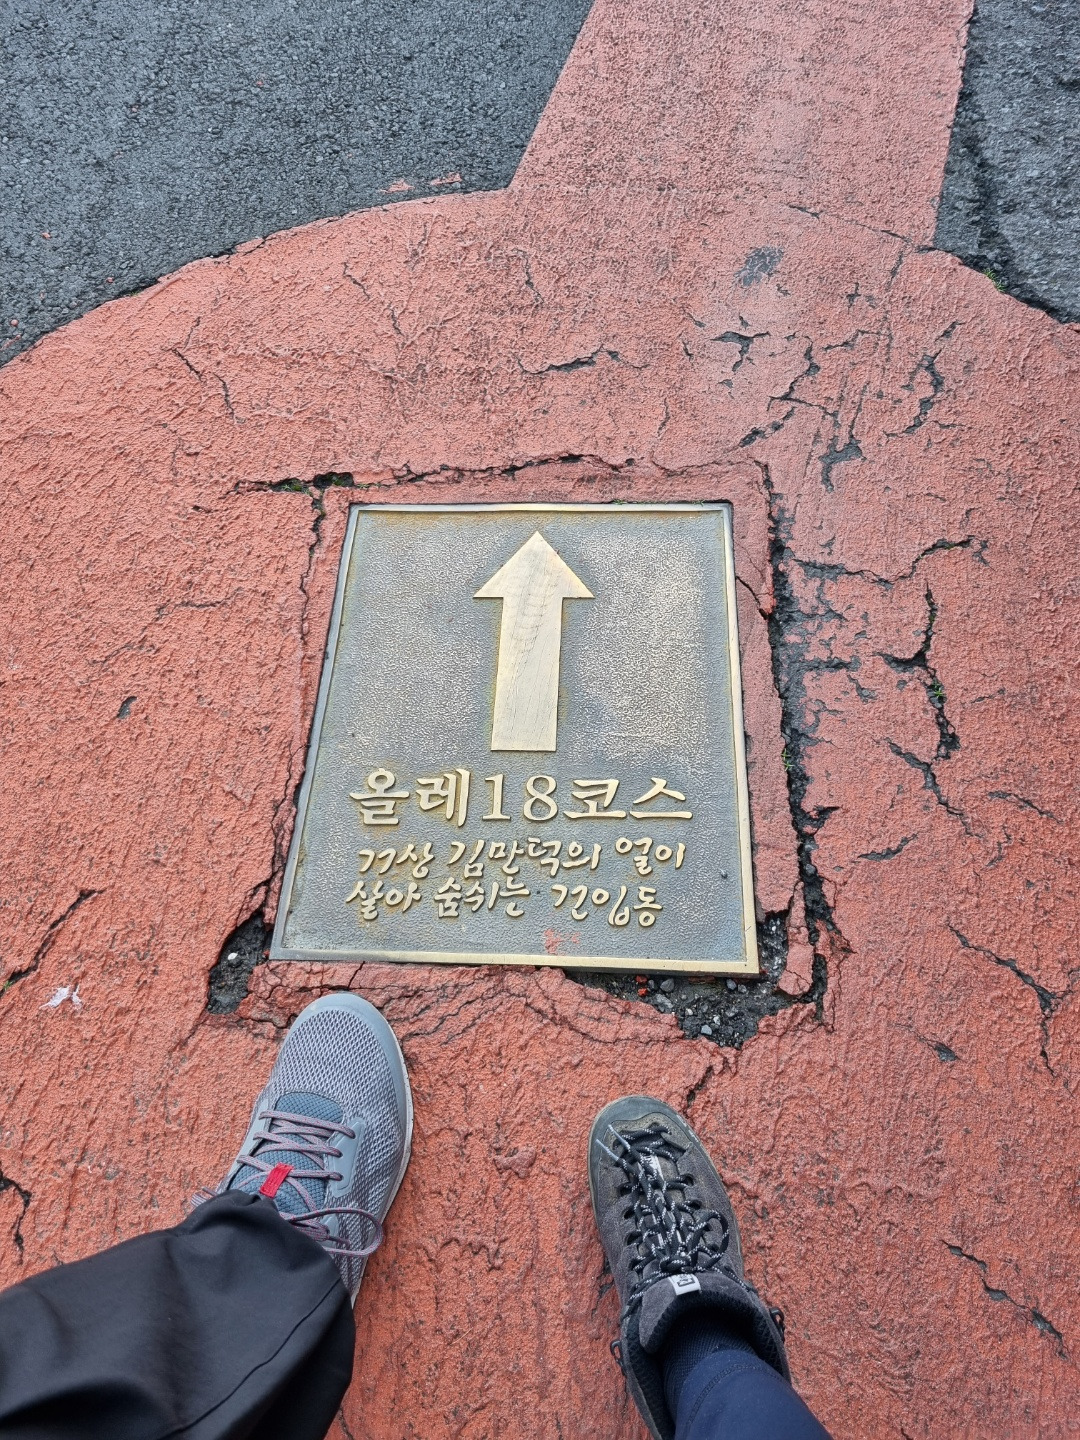 올레18코스
거상 김만덕의 얼이
살아 숨쉬는 건입동